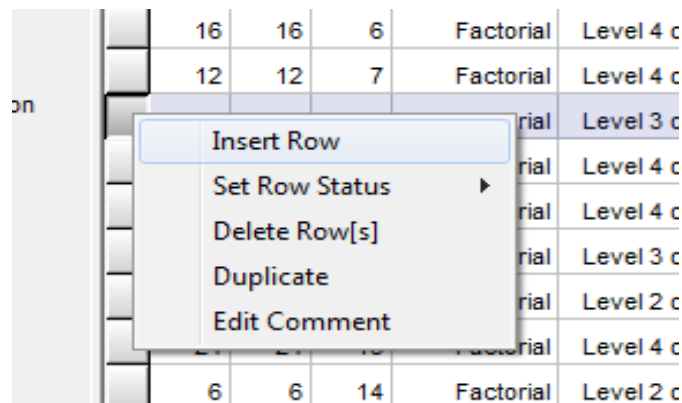 16 16 6 Factorial Level 4 o
12 12 7 Factorial Level 4 o
on
rial Level 3 o
Insert Row
rial Level 4 o
Set Row Status
rial Level 4 o
Delete Row[s]
rial Level 3 o
Duplicate
rial Level 2 o
Edit Comment
rial Level 4 o
6 6 14 Factorial Level 2 o